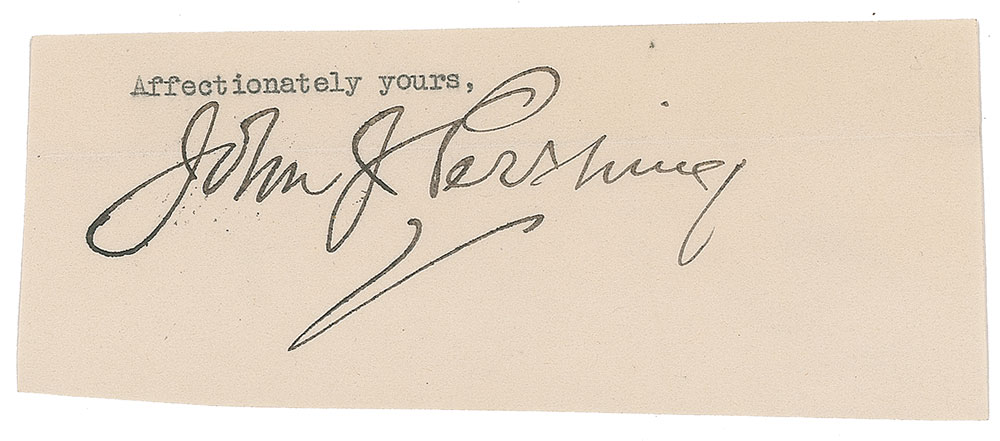 Affectionately yours,
John J Pershing